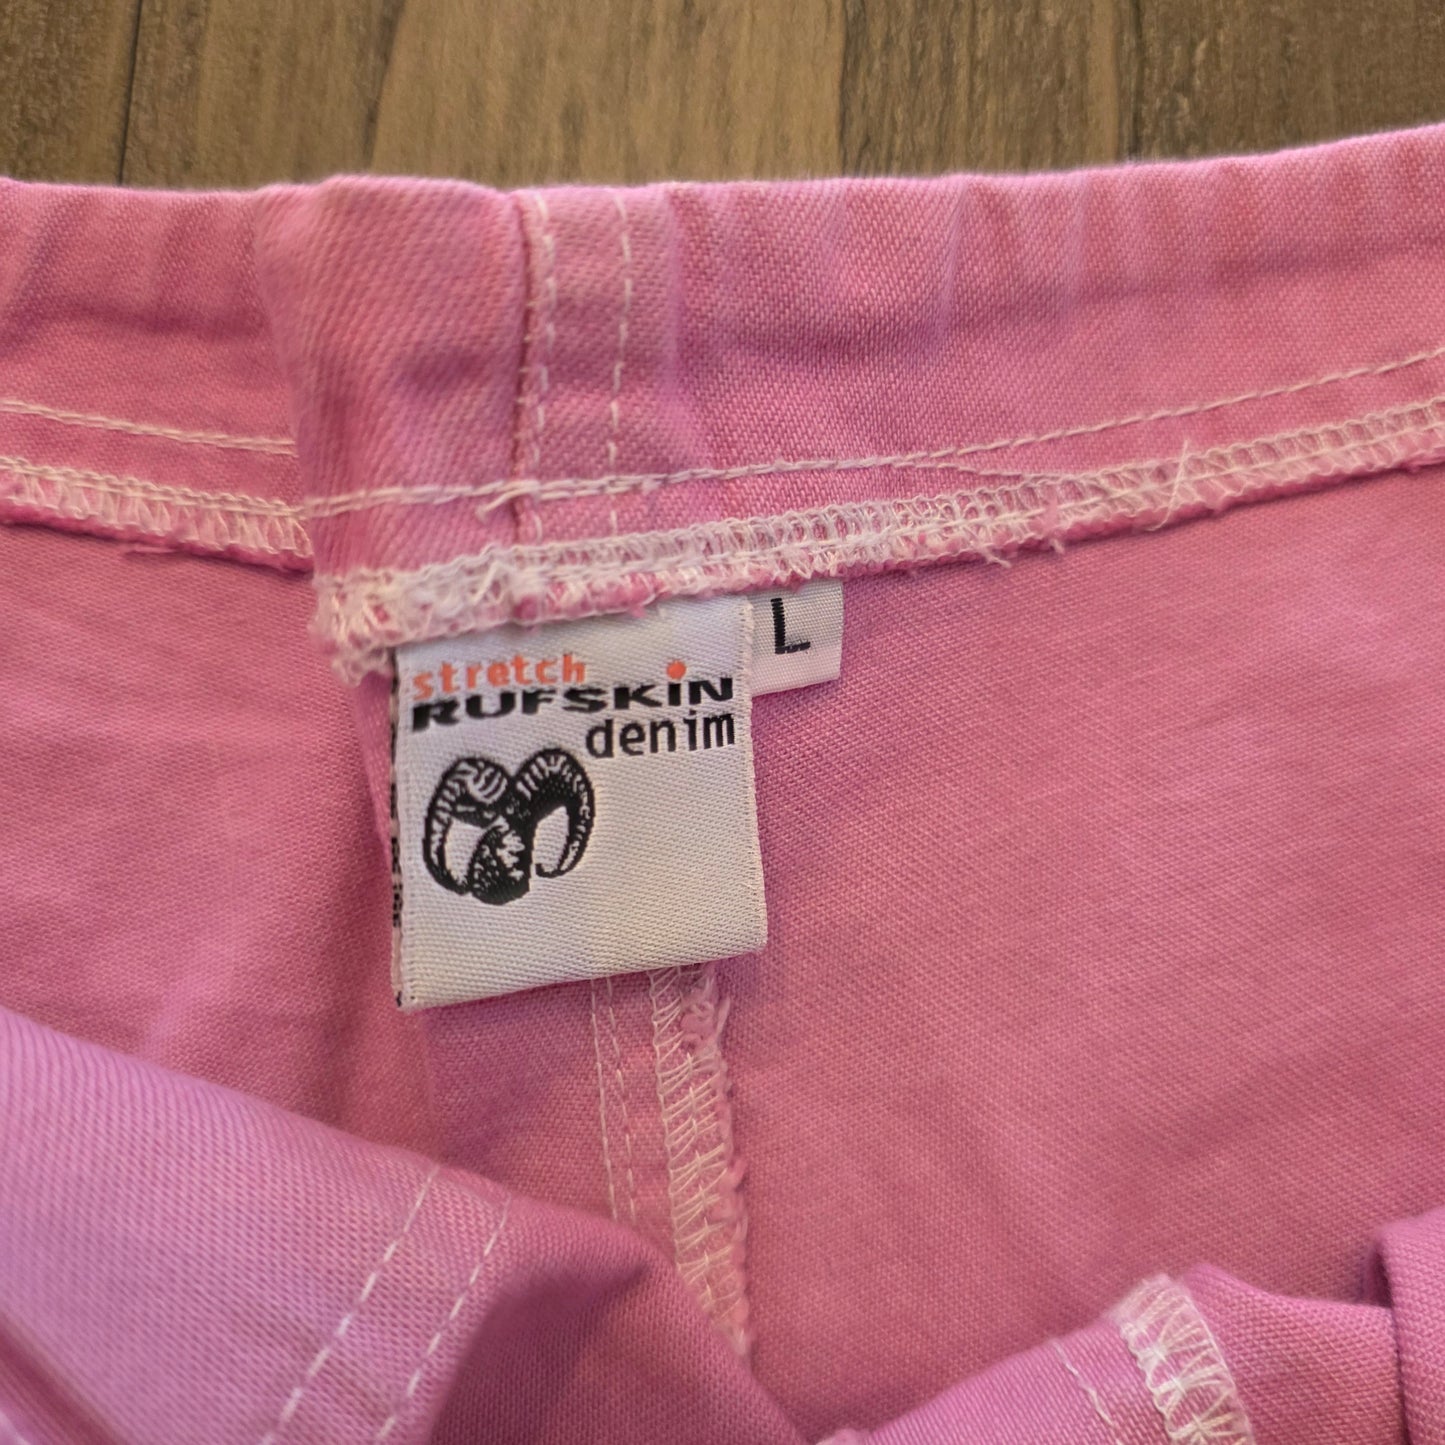 stretch
RUFSKiN
denim
L